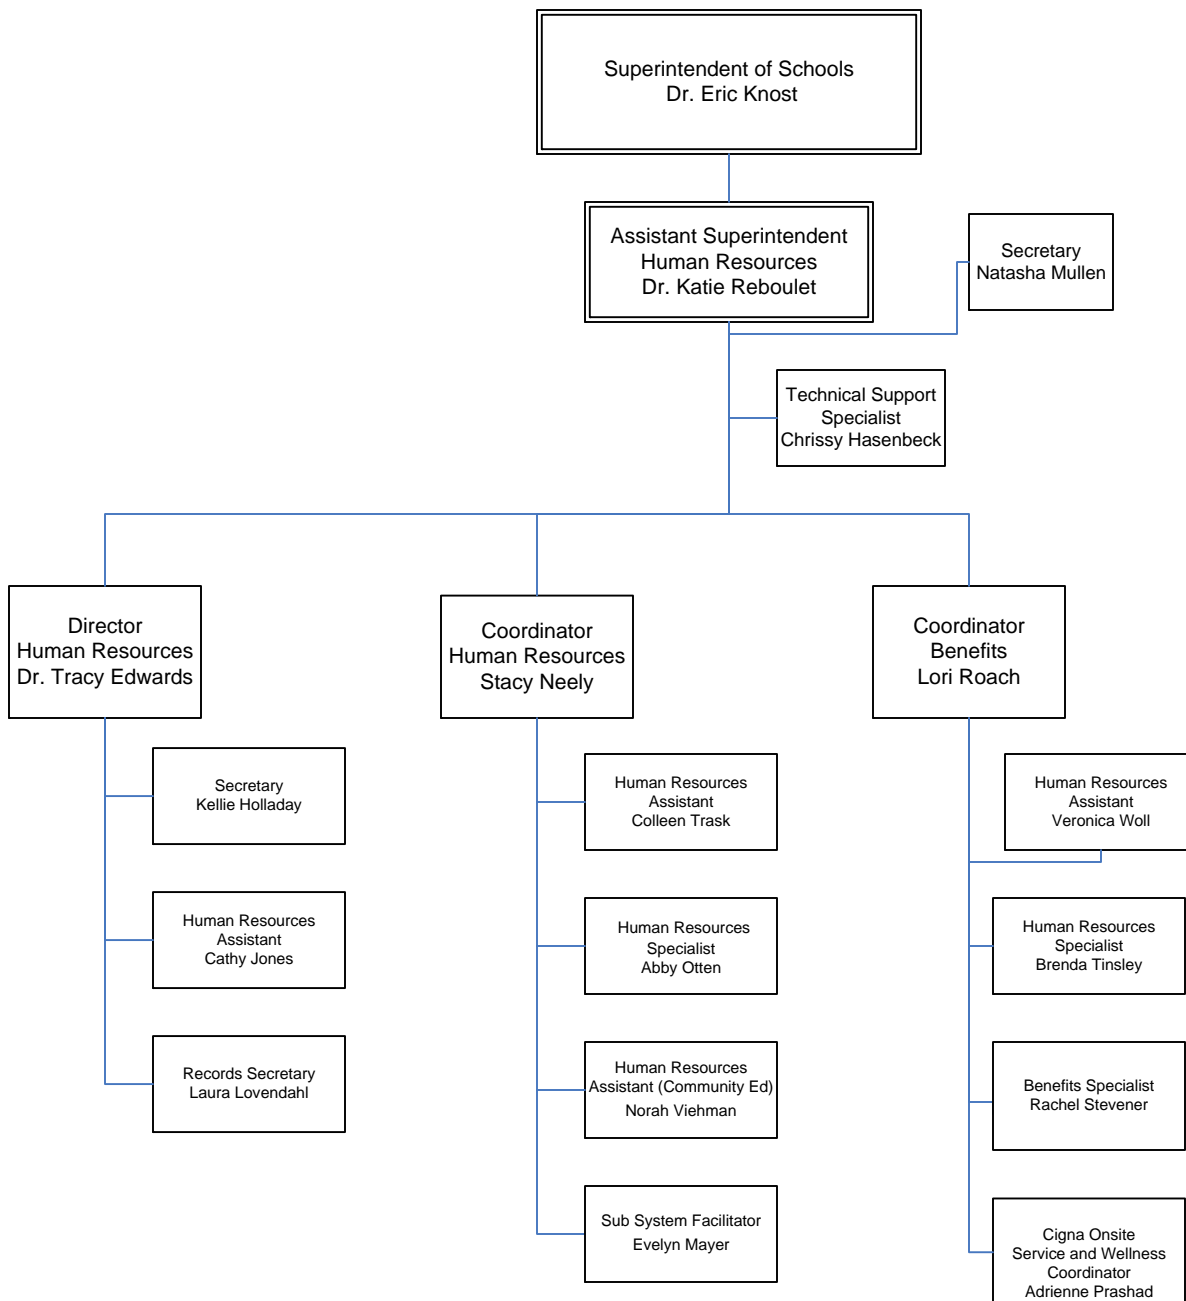 Superintendent of Schools
Dr. Eric Knost
Assistant Superintendent
Human Resources
Dr. Katie Reboulet
Secretary
Natasha Mullen
Technical Support
Specialist
Chrissy Hasenbeck
Director
Human Resources
Dr. Tracy Edwards
Secretary
Kellie Holladay
Human Resources
Assistant
Cathy Jones
Records Secretary
Laura Lovendahl
Coordinator
Human Resources
Stacy Neely
Human Resources
Assistant
Colleen Trask
Human Resources
Specialist
Abby Otten
Human Resources
Assistant (Community Ed)
Norah Viehman
Sub System Facilitator
Evelyn Mayer
Coordinator
Benefits
Lori Roach
Human Resources
Assistant
Veronica Woll
Human Resources
Specialist
Brenda Tinsley
Benefits Specialist
Rachel Stevener
Cigna Onsite
Service and Wellness
Coordinator
Adrienne Prashad